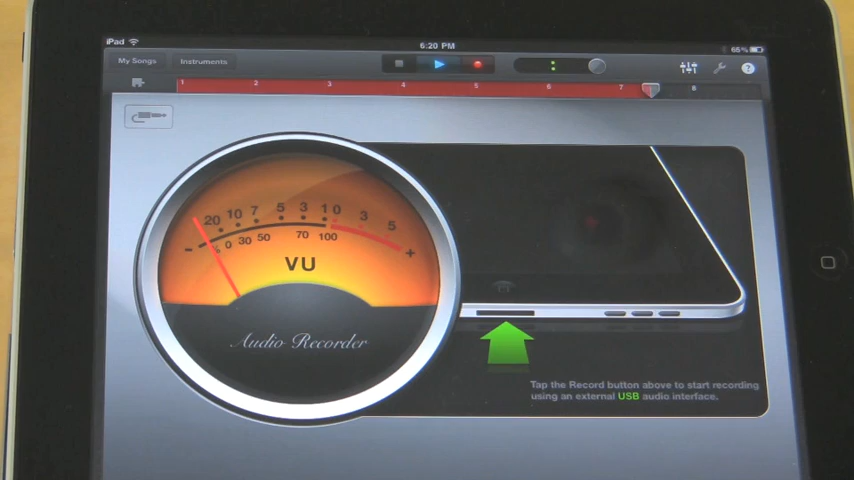 iPad 6:20 PM 65%
My Songs Instruments ?
1 2 3 4 5 6 7 8
- 20 10 7 5 3 1 0 3 5 +
0 30 50 70 100
VU
Audio Recorder
Tap the Record button above to start recording
using an external USB audio interface.